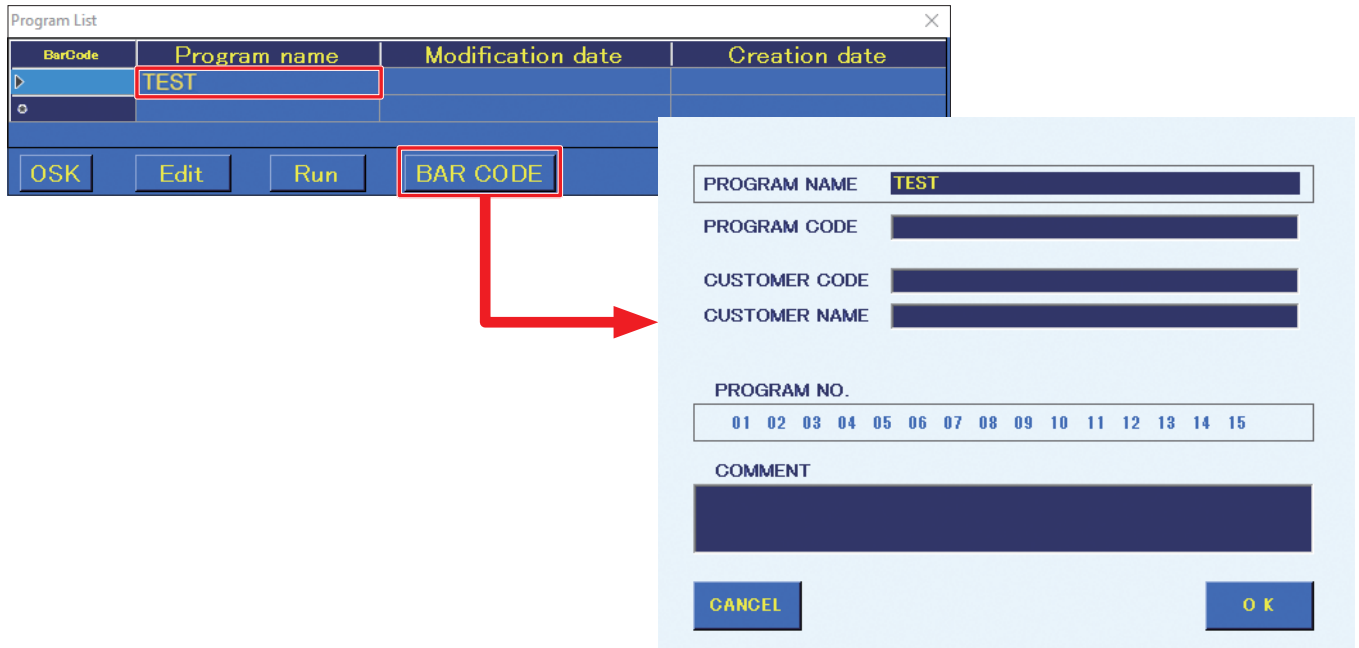 Program List
BarCode Program name Modification date Creation date
TEST
OSK Edit Run BAR CODE
PROGRAM NAME TEST
PROGRAM CODE
CUSTOMER CODE
CUSTOMER NAME
PROGRAM NO.
01 02 03 04 05 06 07 08 09 10 11 12 13 14 15
COMMENT
CANCEL O K